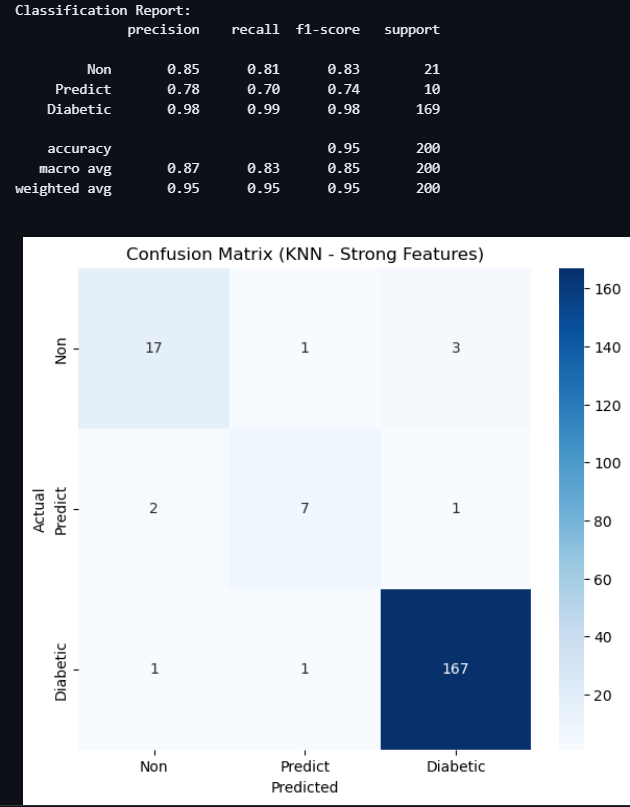 Classification Report:
precision recall f1-score support
Non 0.85 0.81 0.83 21
Predict 0.78 0.70 0.74 10
Diabetic 0.98 0.99 0.98 169
accuracy 0.95 200
macro avg 0.87 0.83 0.85 200
weighted avg 0.95 0.95 0.95 200
Confusion Matrix (KNN - Strong Features)
Non 17 1 3
Predict 2 7 1
Diabetic 1 1 167
Actual
Non Predict Diabetic
Predicted
160
140
120
100
80
60
40
20